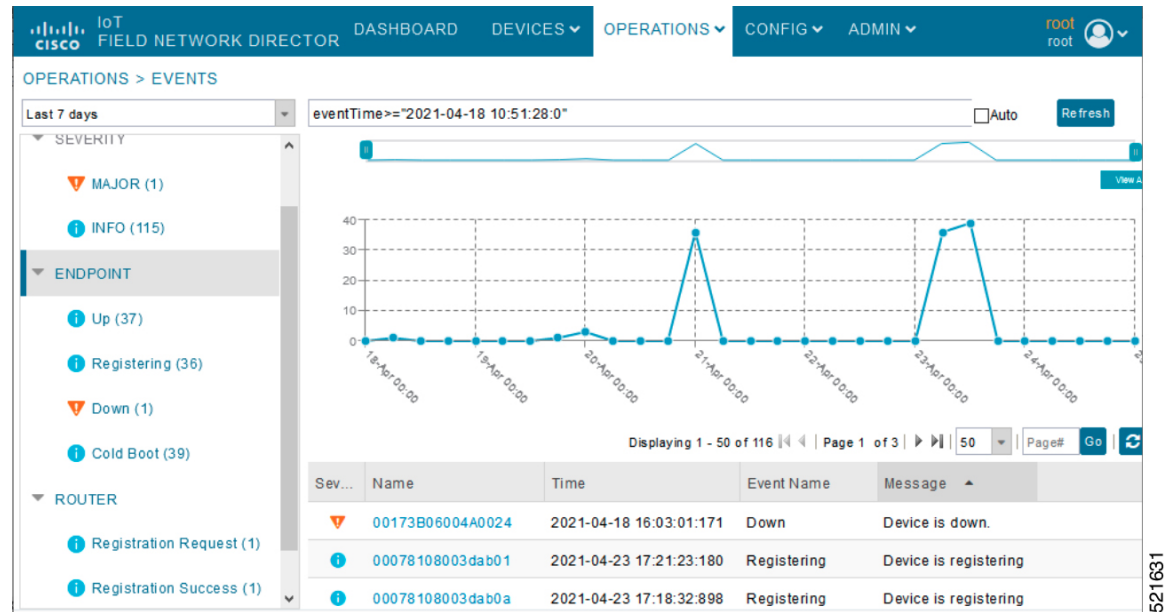 IoT
CISCO FIELD NETWORK DIRECTOR
DASHBOARD DEVICES OPERATIONS CONFIG ADMIN
root
root
OPERATIONS > EVENTS
Last 7 days
eventTime>="2021-04-18 10:51:28:0" Auto Refresh
SEVERITY
MAJOR (1)
INFO (115)
ENDPOINT
Up (37)
Registering (36)
Down (1)
Cold Boot (39)
ROUTER
Registration Request (1)
Registration Success (1)
View A
40
30
20
10
0
18-Apr 00:00 19-Apr 00:00 20-Apr 00:00 21-Apr 00:00 22-Apr 00:00 23-Apr 00:00 24-Apr 00:00
Displaying 1 - 50 of 116 | Page 1 of 3 | 50 | Page# Go
Sev... Name Time Event Name Message
00173B06004A0024 2021-04-18 16:03:01:171 Down Device is down.
00078108003dab01 2021-04-23 17:21:23:180 Registering Device is registering
00078108003dab0a 2021-04-23 17:18:32:898 Registering Device is registering
521631